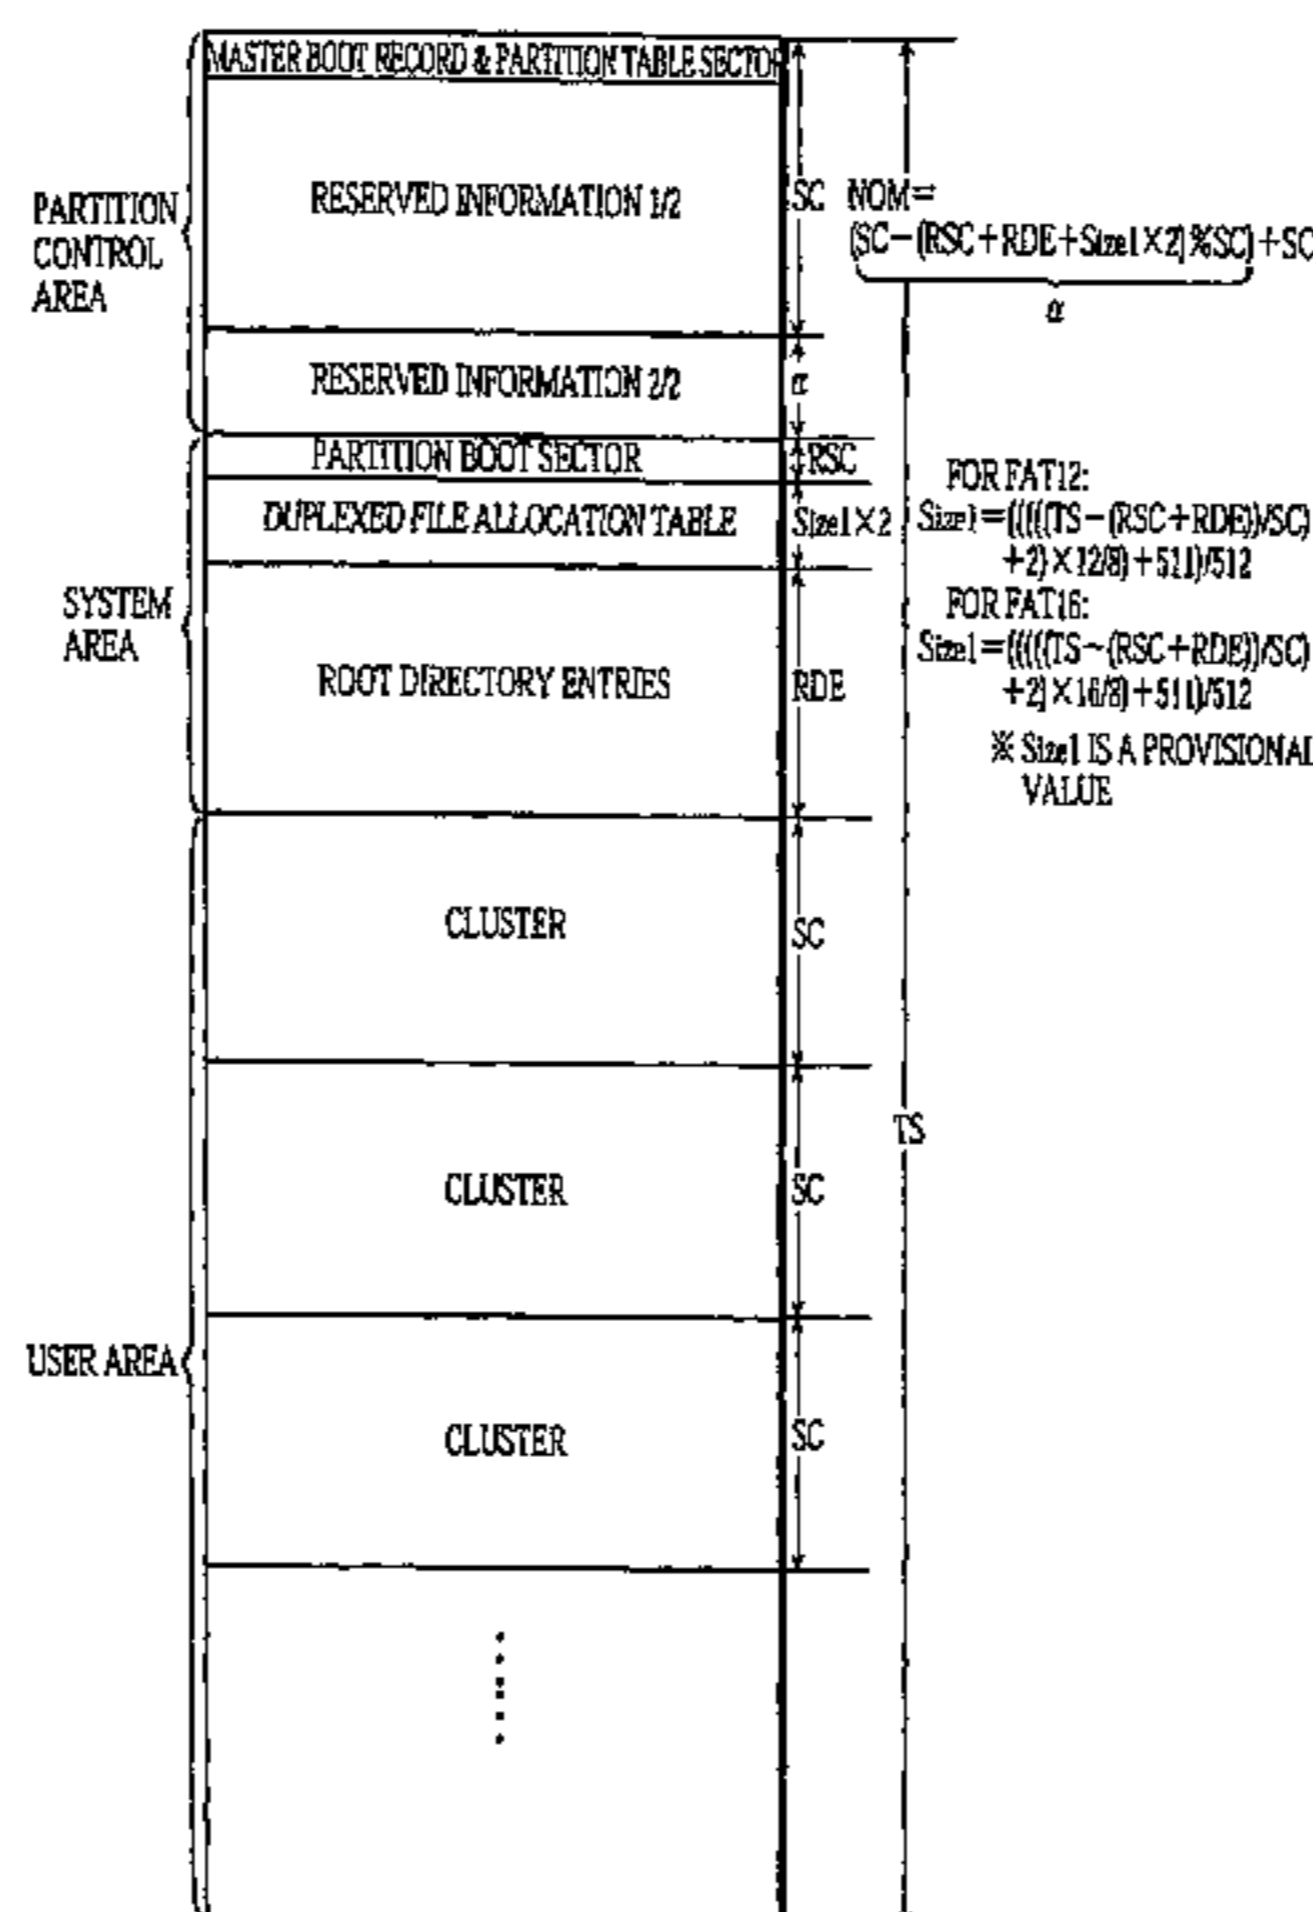 MASTER BOOT RECORD & PARTITION TABLE SECTOR
PARTITION
CONTROL
AREA
RESERVED INFORMATION 1/2
SC
NOM=
(SC-(RSC+RDE+Size1×2)%SC)+SC
α
RESERVED INFORMATION 2/2
α
SYSTEM
AREA
PARTITION BOOT SECTOR
RSC
DUPLEXED FILE ALLOCATION TABLE
Size1×2
FOR FAT12:
Size1=(((((TS-(RSC+RDE))/SC)
+2)×12/8)+511)/512
FOR FAT16:
Size1=(((((TS-(RSC+RDE))/SC)
+2)×16/8)+511)/512
※ Size1 IS A PROVISIONAL
VALUE
ROOT DIRECTORY ENTRIES
RDE
CLUSTER
SC
TS
CLUSTER
SC
USER AREA
CLUSTER
SC